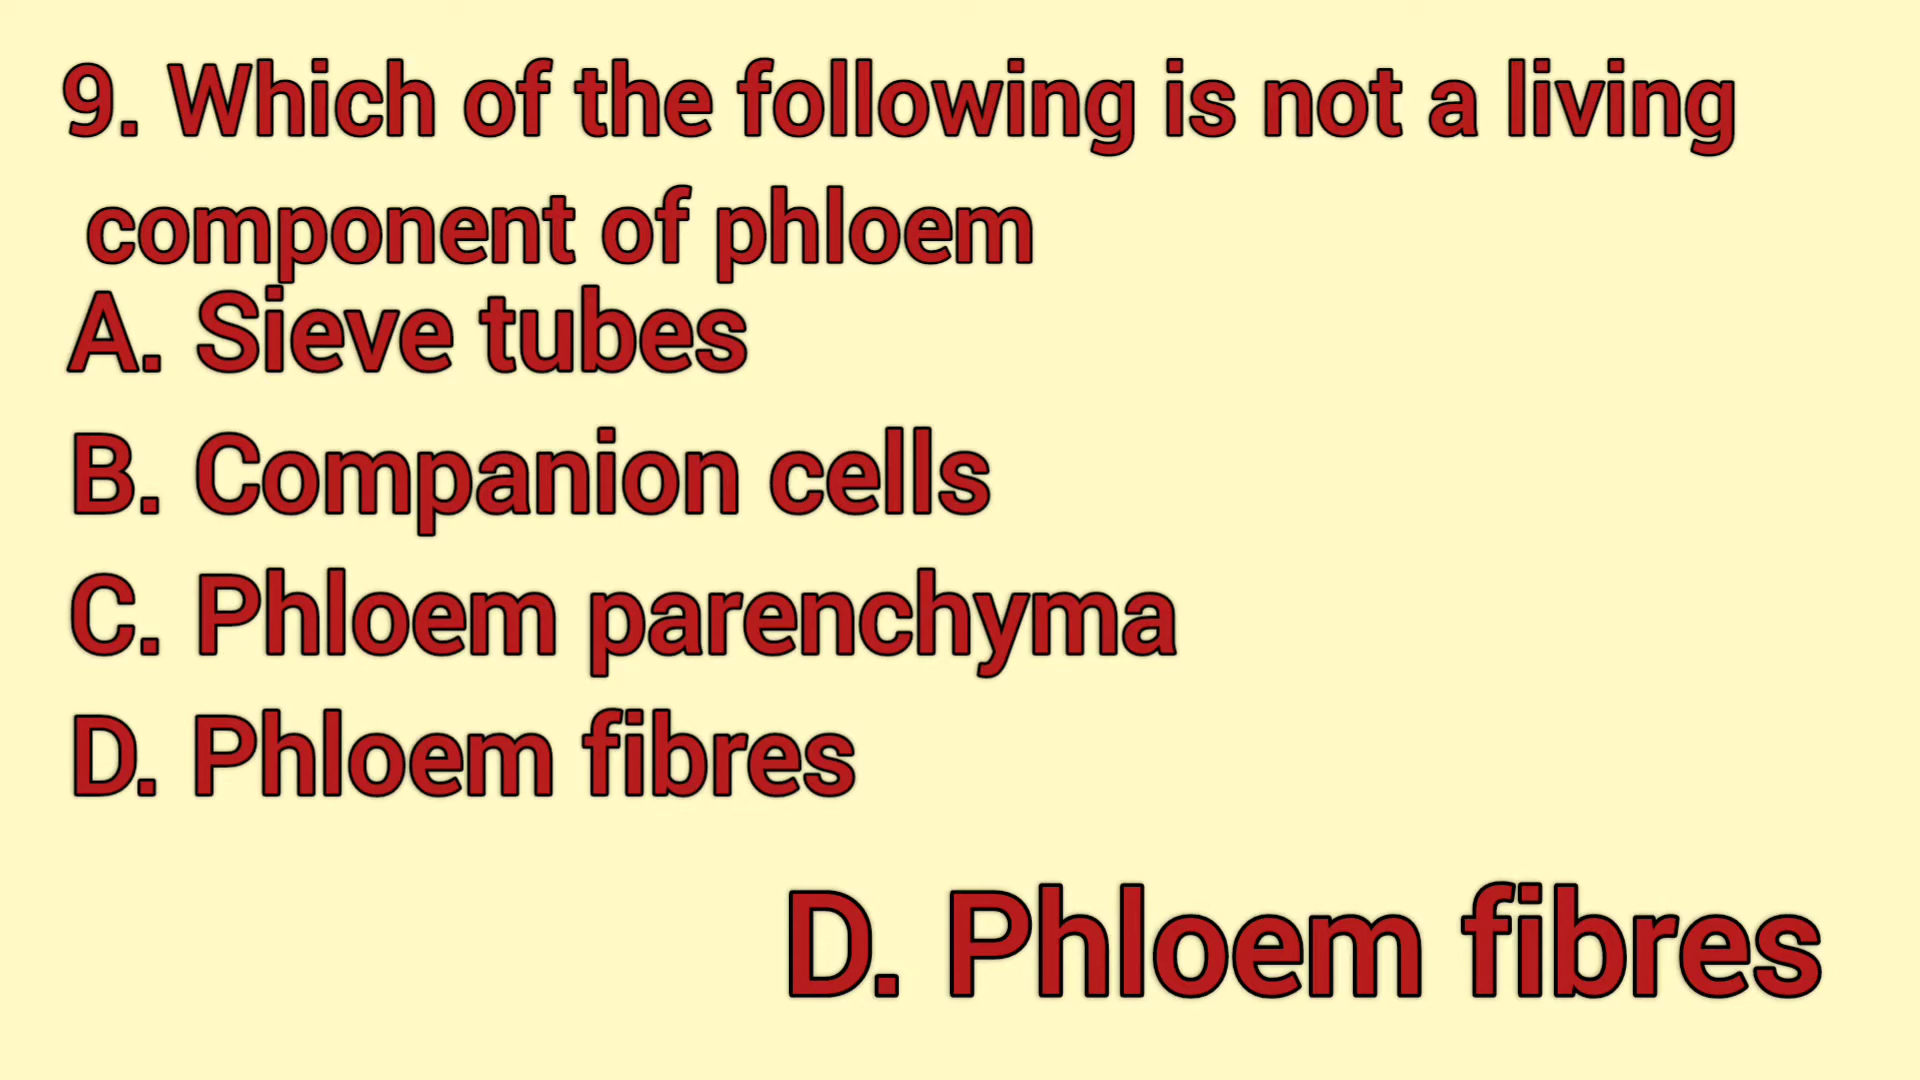 9. Which of the following is not a living
component of phloem
A. Sieve tubes
B. Companion cells
C. Phloem parenchyma
D. Phloem fibres
D. Phloem fibres